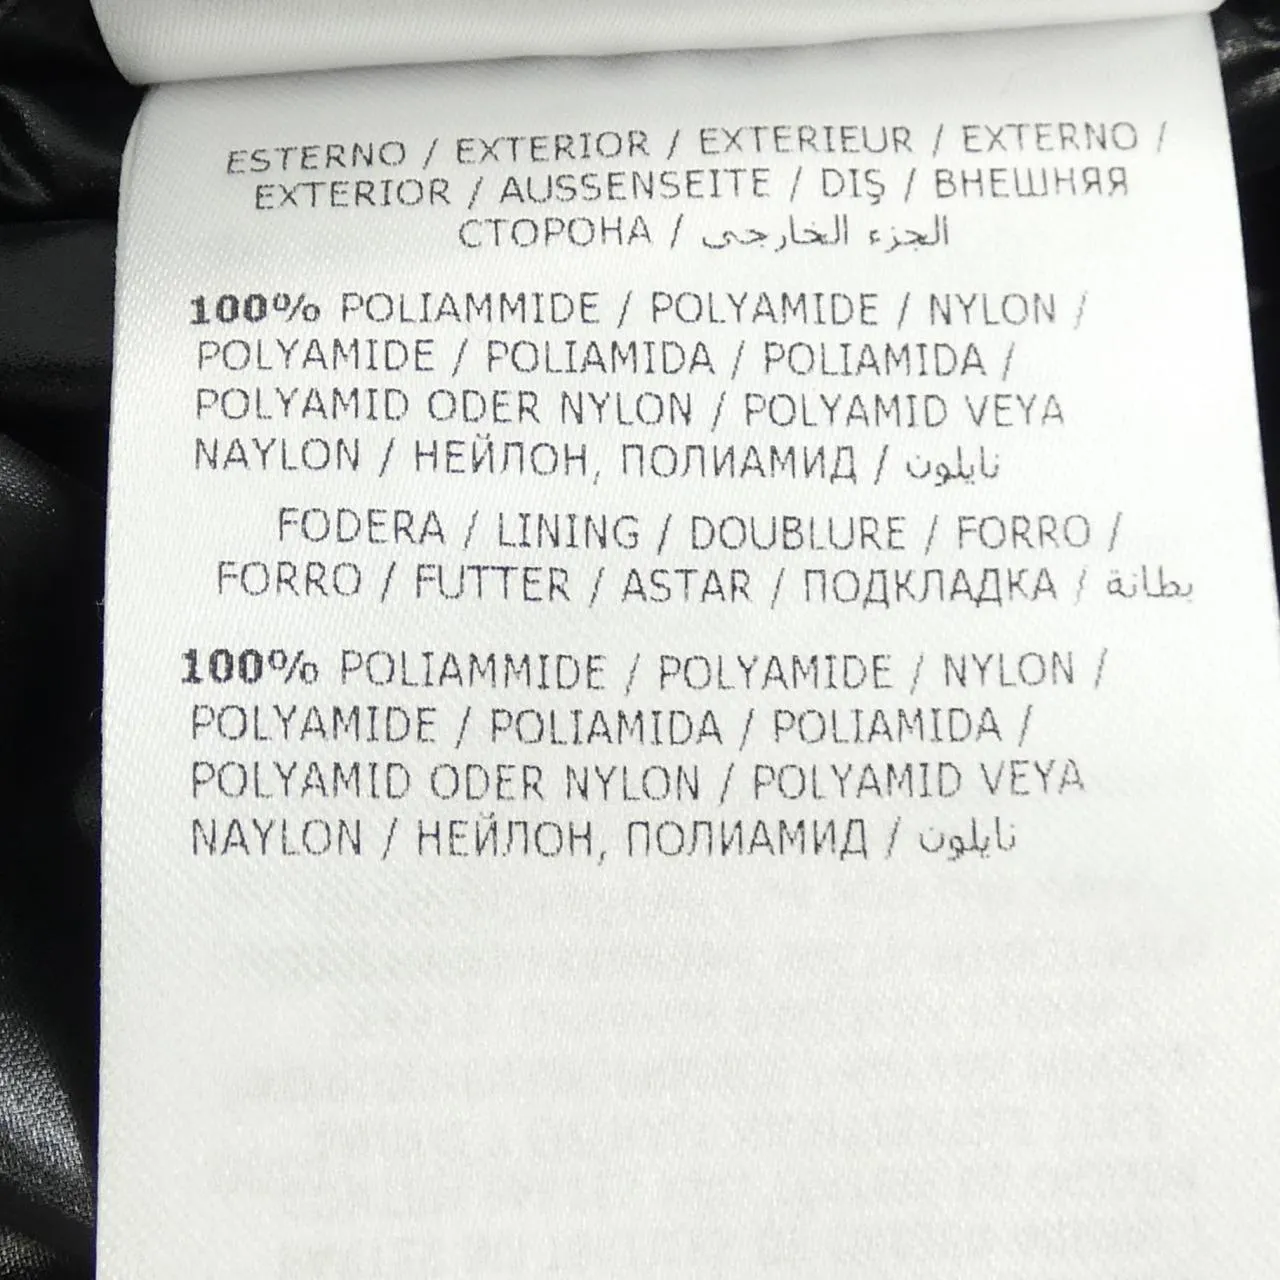 ESTERNO / EXTERIOR / EXTERIEUR / EXTERNO /
EXTERIOR / AUSSENSEITE / DIŞ / ВНЕШНЯЯ
СТОРОНА / الجزء الخارجى
100% POLIAMMIDE / POLYAMIDE / NYLON /
POLYAMIDE / POLIAMIDA / POLIAMIDA /
POLYAMID ODER NYLON / POLYAMID VEYA
NAYLON / НЕЙЛОН, ПОЛИАМИД / نايلون
FODERA / LINING / DOUBLURE / FORRO /
FORRO / FUTTER / ASTAR / ПОДКЛАДКА / بطانة
100% POLIAMMIDE / POLYAMIDE / NYLON /
POLYAMIDE / POLIAMIDA / POLIAMIDA /
POLYAMID ODER NYLON / POLYAMID VEYA
NAYLON / НЕЙЛОН, ПОЛИАМИД / نايلون